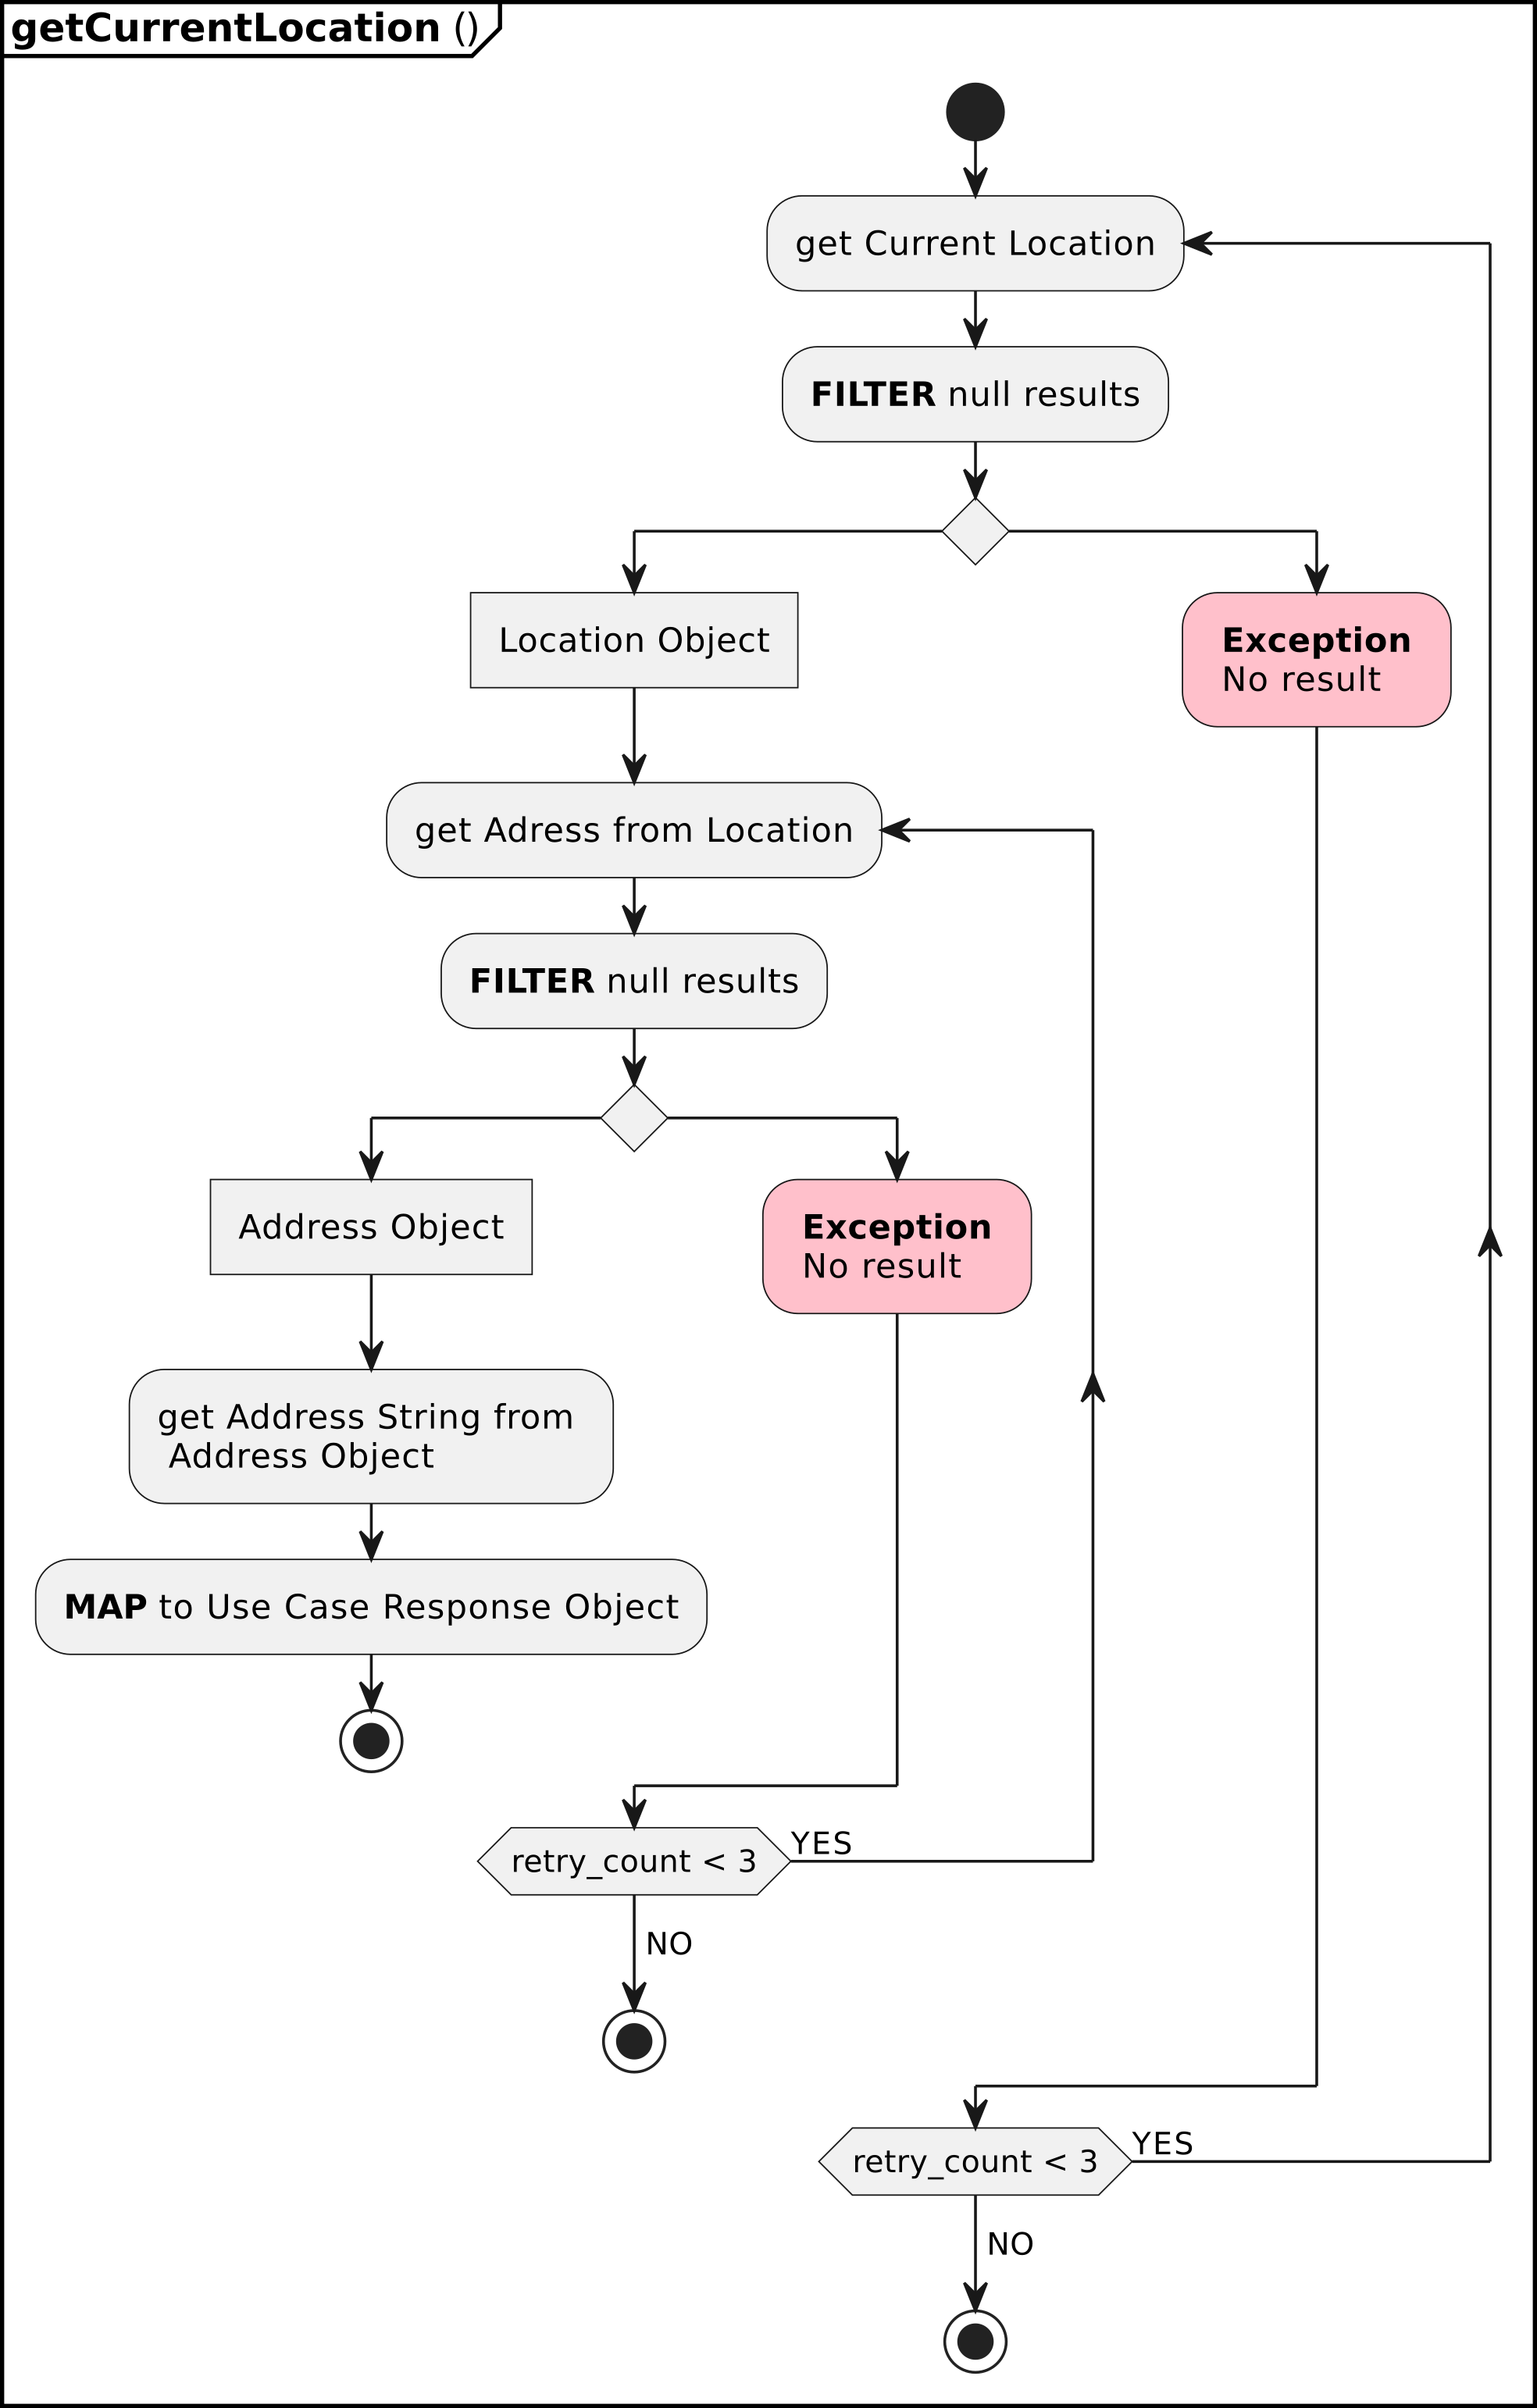 getCurrentLocation ()
get Current Location
FILTER null results
Location Object
Exception
No result
get Adress from Location
FILTER null results
Address Object
Exception
No result
get Address String from
Address Object
MAP to Use Case Response Object
retry_count < 3
YES
NO
retry_count < 3
YES
NO